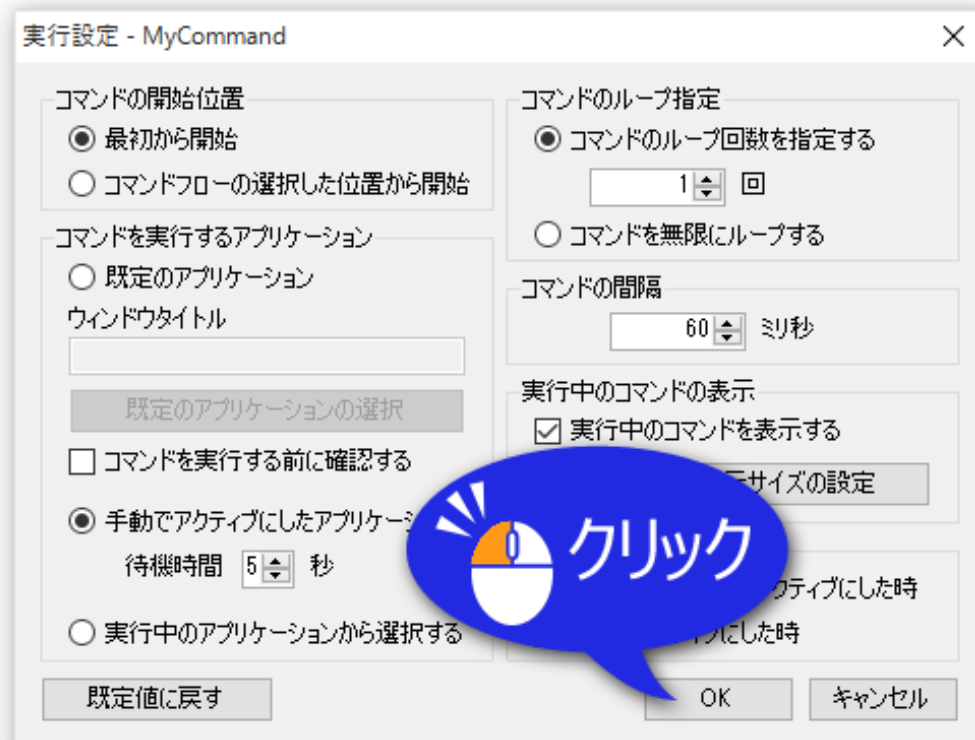 実行設定 - MyCommand
コマンドの開始位置
最初から開始
コマンドフローの選択した位置から開始
コマンドを実行するアプリケーション
既定のアプリケーション
ウィンドウタイトル
既定のアプリケーションの選択
コマンドを実行する前に確認する
手動でアクティブにしたアプリケー
待機時間 5 秒
実行中のアプリケーションから選択する
コマンドのループ指定
コマンドのループ回数を指定する
1 回
コマンドを無限にループする
コマンドの間隔
60 ミリ秒
実行中のコマンドの表示
実行中のコマンドを表示する
サイズの設定
クリック
クティブにした時
にした時
既定値に戻す
OK
キャンセル